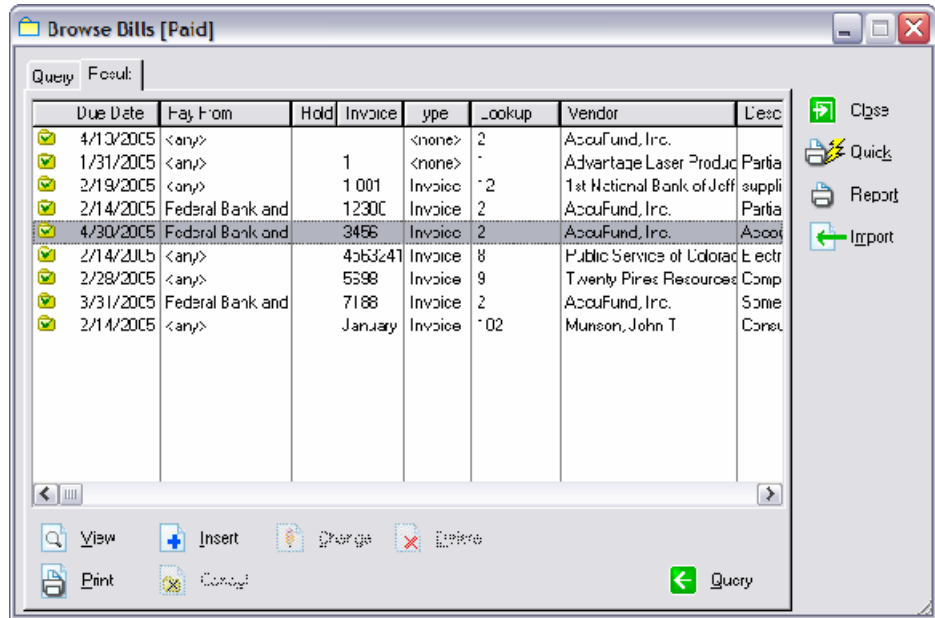 Browse Bills [Paid]
Query Result
Due Date Pay From Hold Invoice Type Lookup Vendor Desc
<any> <none> 2 AccuFund, Inc.
1/31/2005 <any> 1 <none> 1 Advantage Laser Produc Partia
2/19/2005 <any> 1001 Invoice 12 1st National Bank of Jeff suppli
2/14/2005 Federal Bank and 12300 Invoice 2 AccuFund, Inc. Partia
4/30/2005 Federal Bank and 3456 Invoice 2 AccuFund, Inc. Accou
2/14/2005 <any> 4563241 Invoice 8 Public Service of Colorad Electr
2/28/2005 <any> Invoice 9 Twenty Pines Resources Comp
3/31/2005 Federal Bank and 7188 Invoice 2 AccuFund, Inc. Some
2/14/2005 <any> January Invoice 102 Munson, John T Consu
Close
Quick
Report
Import
View Insert Change Delete
Print Query